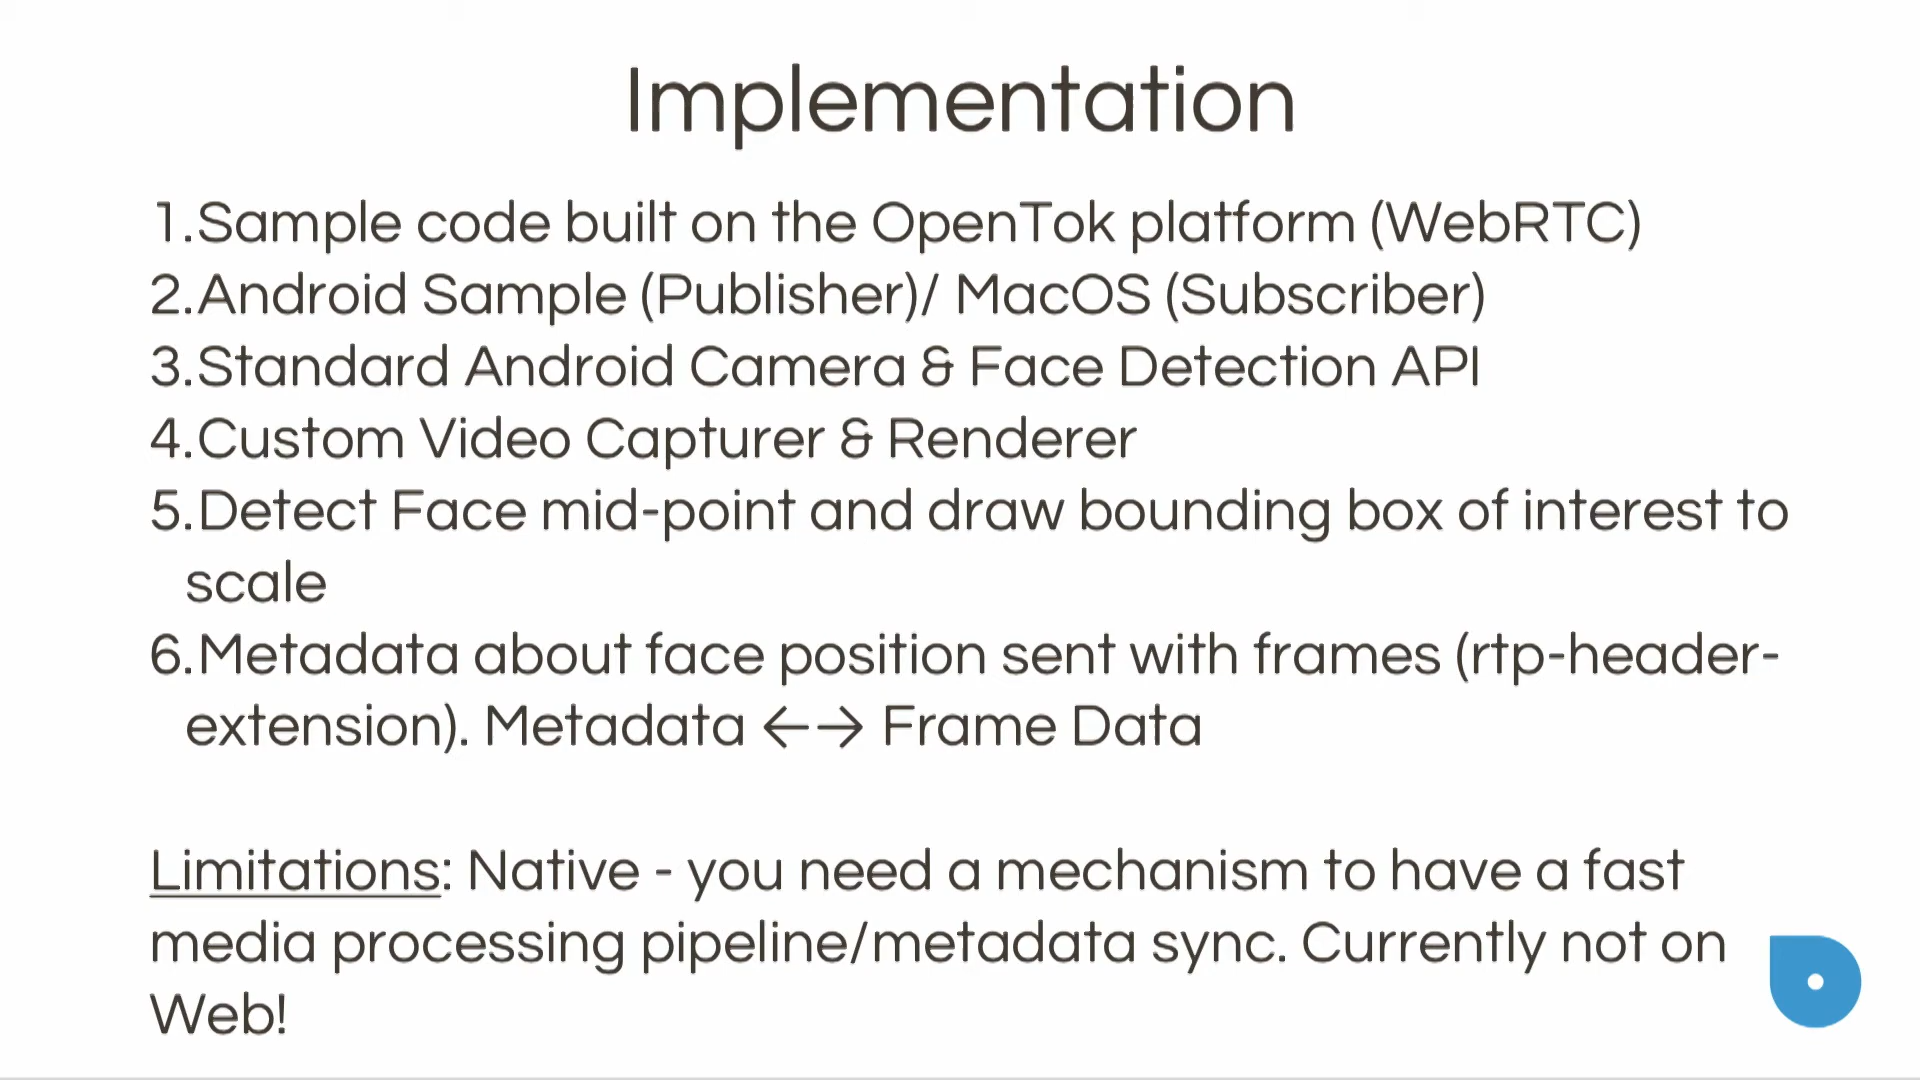 Implementation
1.Sample code built on the OpenTok platform (WebRTC)
2.Android Sample (Publisher)/ MacOS (Subscriber)
3.Standard Android Camera & Face Detection API
4.Custom Video Capturer & Renderer
5.Detect Face mid-point and draw bounding box of interest to
scale
6.Metadata about face position sent with frames (rtp-header-
extension). Metadata ←→ Frame Data
Limitations: Native - you need a mechanism to have a fast
media processing pipeline/metadata sync. Currently not on
Web!